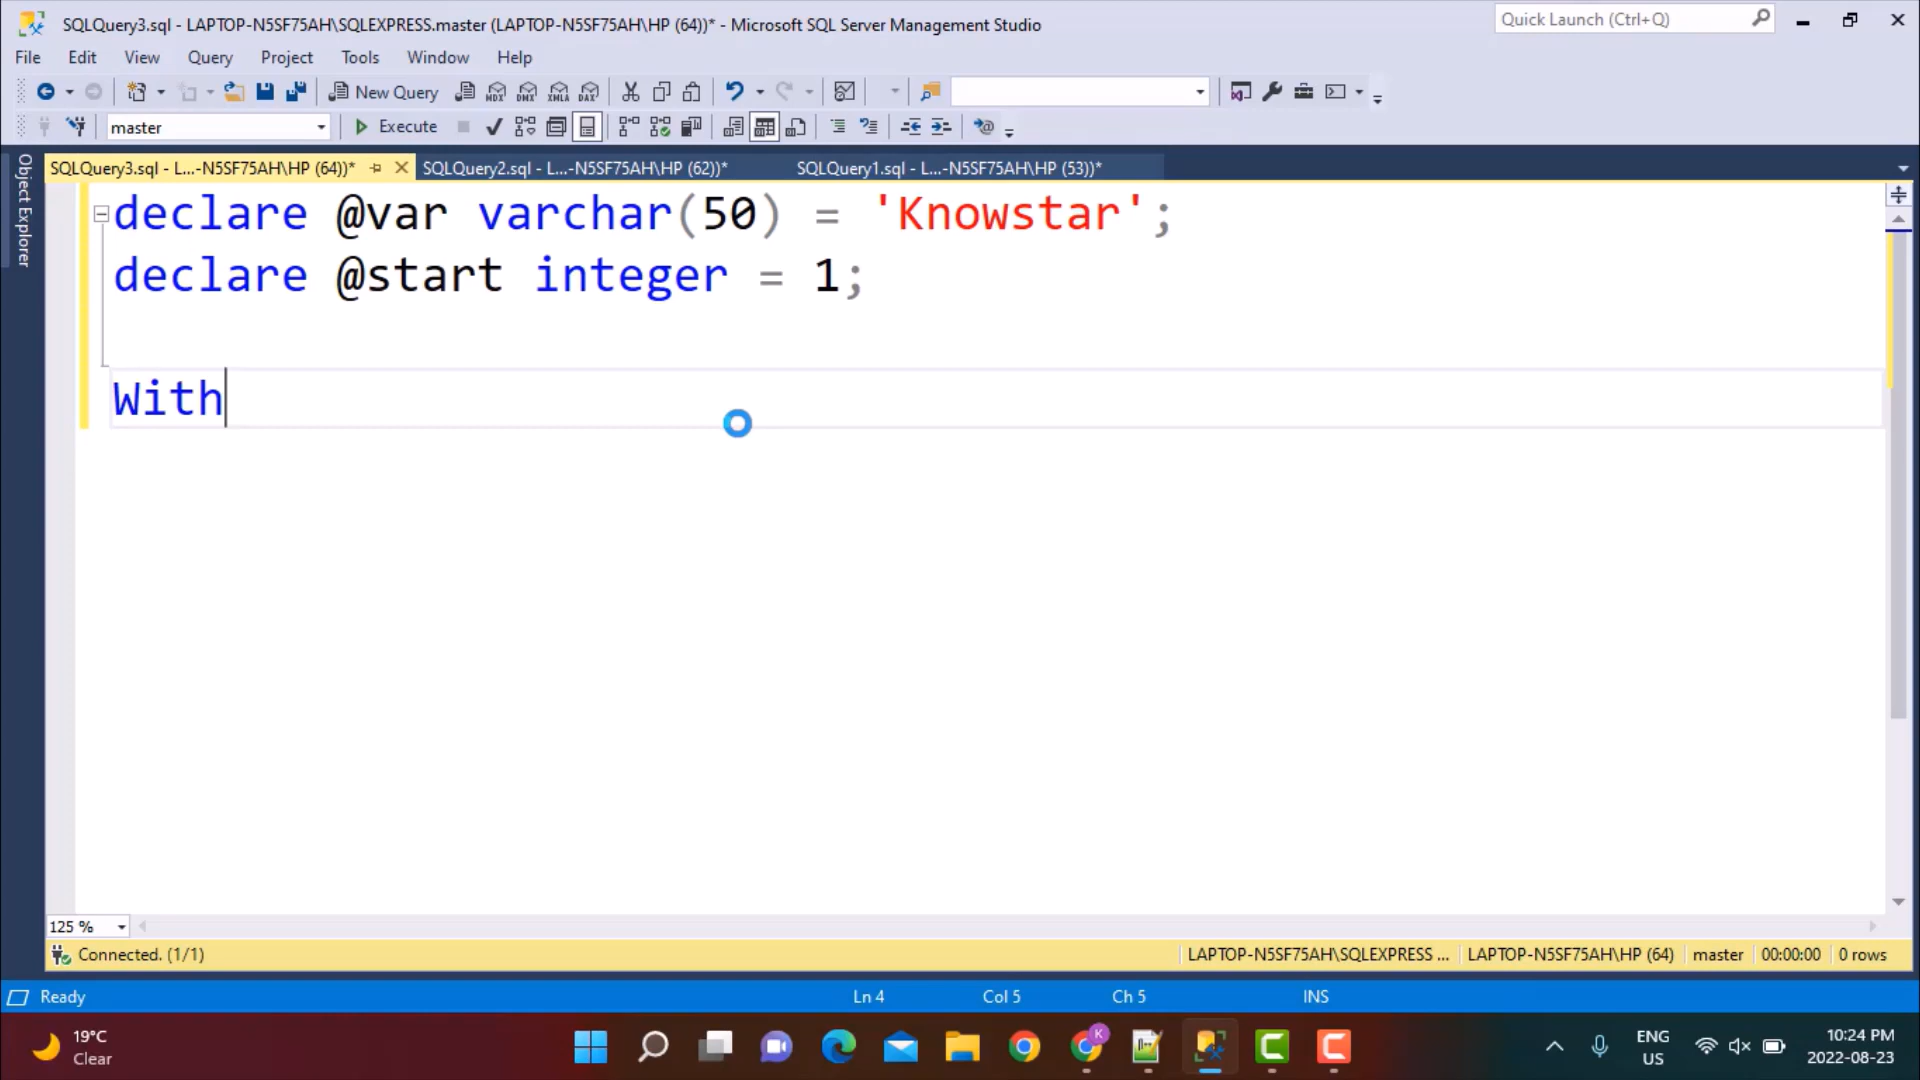 SQLQuery3.sql - LAPTOP-N5SF75AH\SQLEXPRESS.master (LAPTOP-N5SF75AH\HP (64))* - Microsoft SQL Server Management Studio
Quick Launch (Ctrl+Q)
File Edit View Query Project Tools Window Help
New Query MDX DMX XMLA DAX
master Execute
Object Explorer
SQLQuery3.sql - L...-N5SF75AH\HP (64))* SQLQuery2.sql - L...-N5SF75AH\HP (62))* SQLQuery1.sql - L...-N5SF75AH\HP (53))*
declare @var varchar(50) = 'Knowstar';
declare @start integer = 1;
With
125 %
Connected. (1/1) LAPTOP-N5SF75AH\SQLEXPRESS ... LAPTOP-N5SF75AH\HP (64) master 00:00:00 0 rows
Ready Ln 4 Col 5 Ch 5 INS
19°C
Clear
K
ENG
US
10:24 PM
2022-08-23